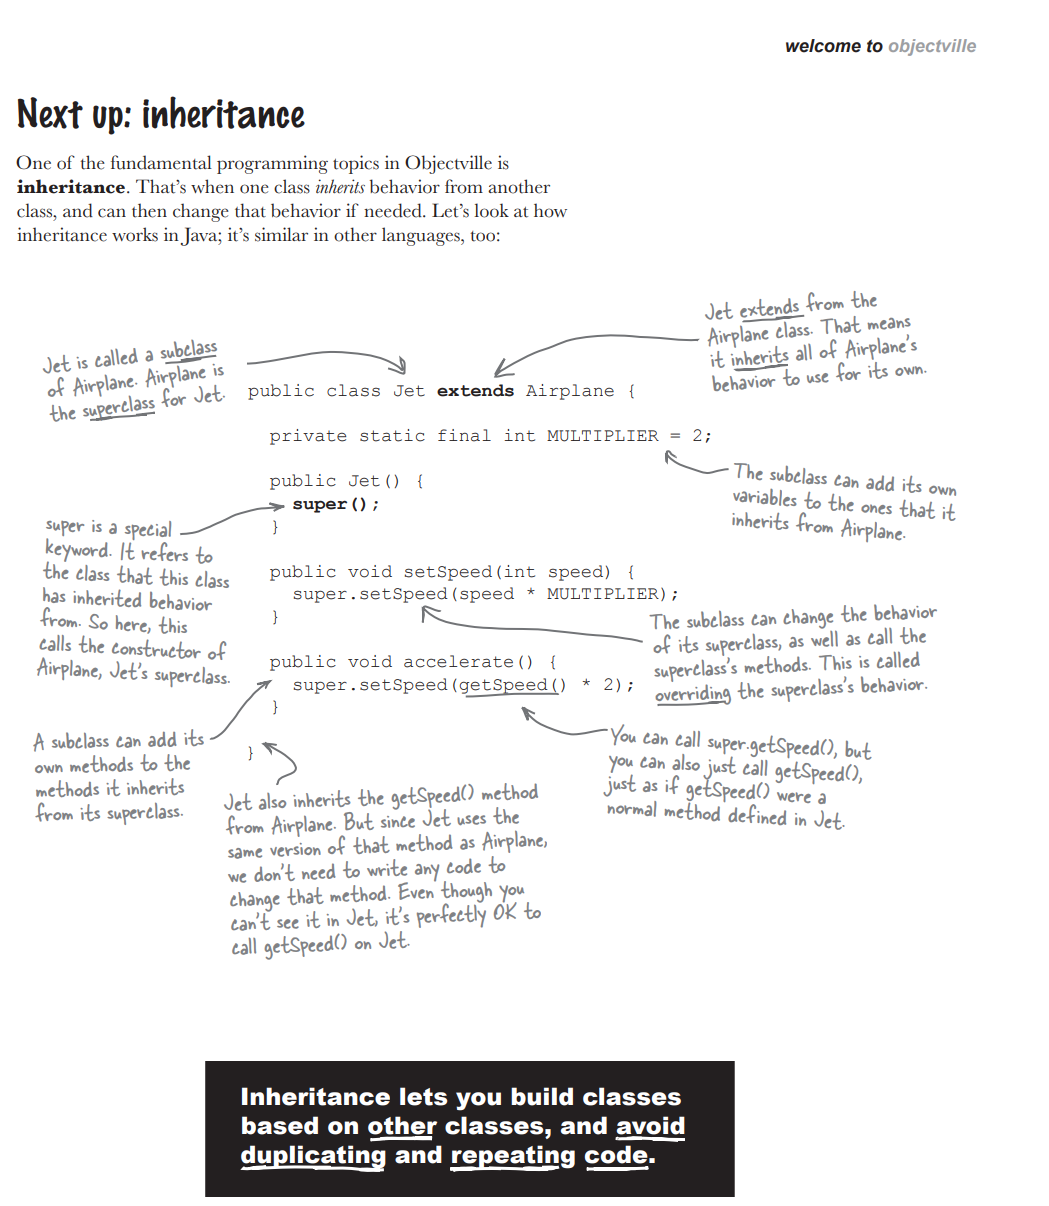 welcome to objectville
Next up: inheritance
One of the fundamental programming topics in Objectville is
inheritance. That's when one class inherits behavior from another
class, and can then change that behavior if needed. Let's look at how
inheritance works in Java; it's similar in other languages, too:
Jet is called a subclass
of Airplane. Airplane is
the superclass for Jet.
Jet extends from the
Airplane class. That means
it inherits all of Airplane's
behavior to use for its own.
public class Jet extends Airplane {
private static final int MULTIPLIER = 2;
The subclass can add its own
variables to the ones that it
inherits from Airplane.
public Jet() {
super();
}
super is a special
keyword. It refers to
the class that this class
has inherited behavior
from. So here, this
calls the constructor of
Airplane, Jet's superclass.
public void setSpeed(int speed) {
super.setSpeed(speed * MULTIPLIER);
}
The subclass can change the behavior
of its superclass, as well as call the
superclass's methods. This is called
overriding the superclass's behavior.
public void accelerate() {
super.setSpeed(getSpeed() * 2);
}
A subclass can add its
own methods to the
methods it inherits
from its superclass.
You can call super.getSpeed(), but
you can also just call getSpeed(),
just as if getSpeed() were a
normal method defined in Jet.
}
Jet also inherits the getSpeed() method
from Airplane. But since Jet uses the
same version of that method as Airplane,
we don't need to write any code to
change that method. Even though you
can't see it in Jet, it's perfectly OK to
call getSpeed() on Jet.
Inheritance lets you build classes
based on other classes, and avoid
duplicating and repeating code.